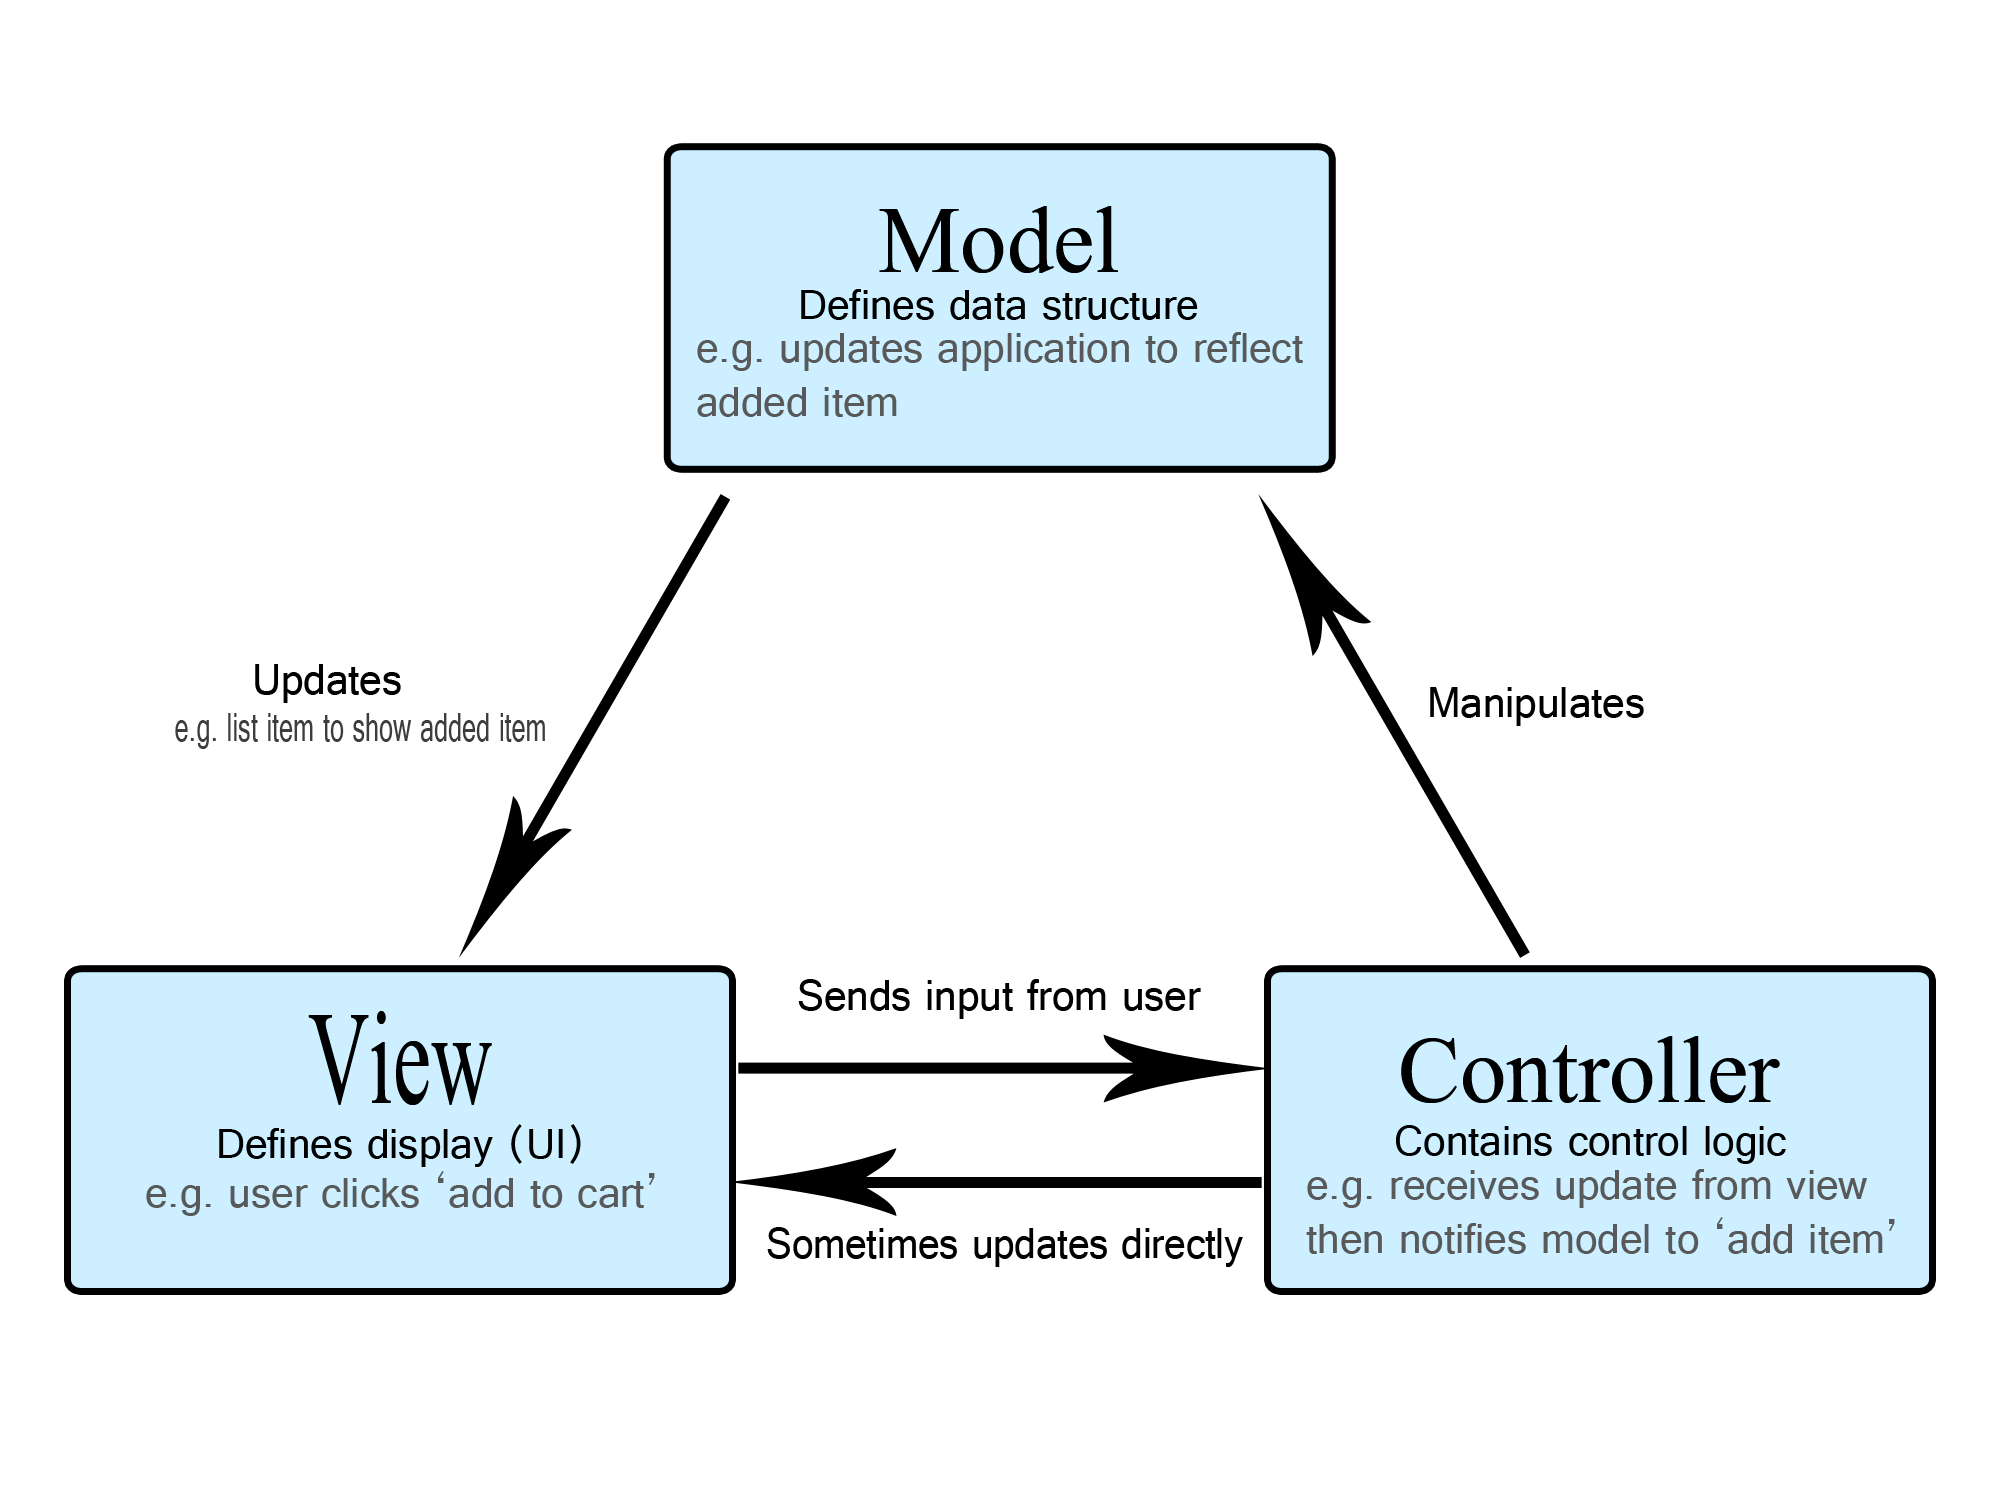 Model
Defines data structure
e.g. updates application to reflect
added item
Updates
e.g. list item to show added item
Manipulates
Sends input from user
View
Defines display (UI)
e.g. user clicks ‘add to cart’
Controller
Contains control logic
e.g. receives update from view
then notifies model to ‘add item’
Sometimes updates directly